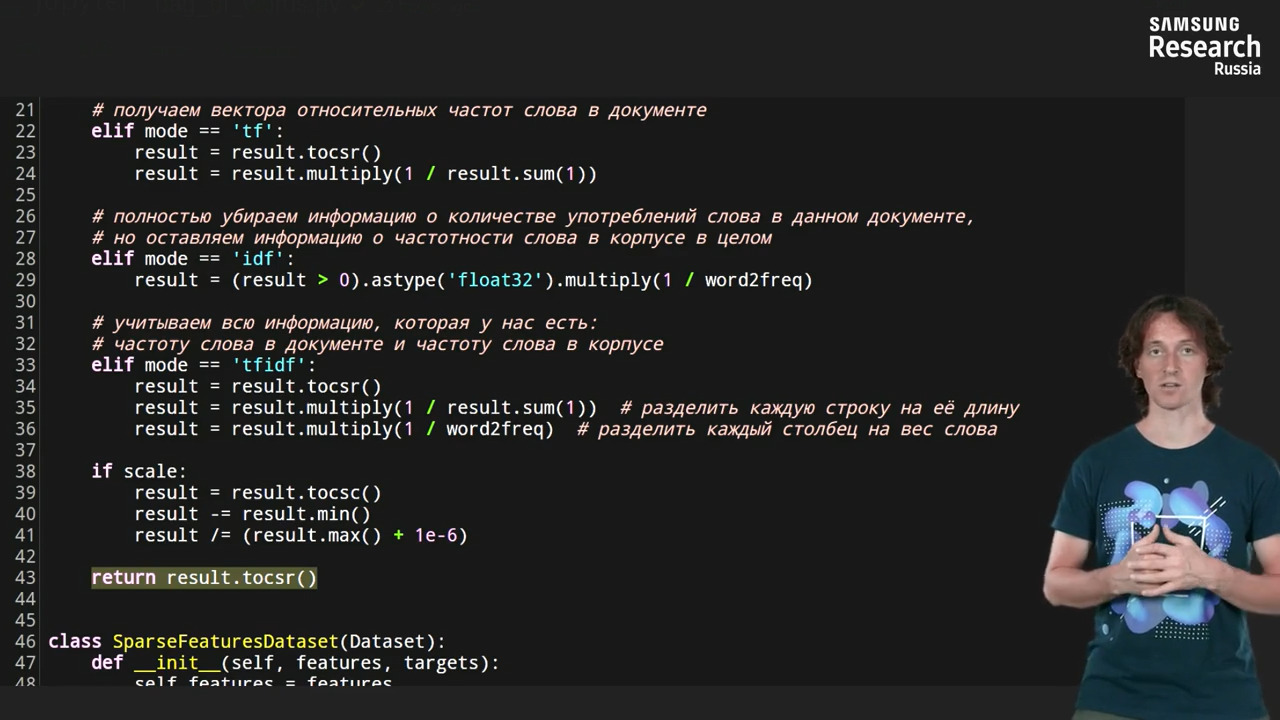 SAMSUNG
Research
Russia
21 # получаем вектора относительных частот слова в документе
22 elif mode == 'tf':
23 result = result.tocsr()
24 result = result.multiply(1 / result.sum(1))
25
26 # полностью убираем информацию о количестве употреблений слова в данном документе,
27 # но оставляем информацию о частотности слова в корпусе в целом
28 elif mode == 'idf':
29 result = (result > 0).astype('float32').multiply(1 / word2freq)
30
31 # учитываем всю информацию, которая у нас есть:
32 # частоту слова в документе и частоту слова в корпусе
33 elif mode == 'tfidf':
34 result = result.tocsr()
35 result = result.multiply(1 / result.sum(1)) # разделить каждую строку на её длину
36 result = result.multiply(1 / word2freq) # разделить каждый столбец на вес слова
37
38 if scale:
39 result = result.tocsc()
40 result -= result.min()
41 result /= (result.max() + 1e-6)
42
43 return result.tocsr()
44
45
46 class SparseFeaturesDataset(Dataset):
47 def __init__(self, features, targets):
48 self.features = features